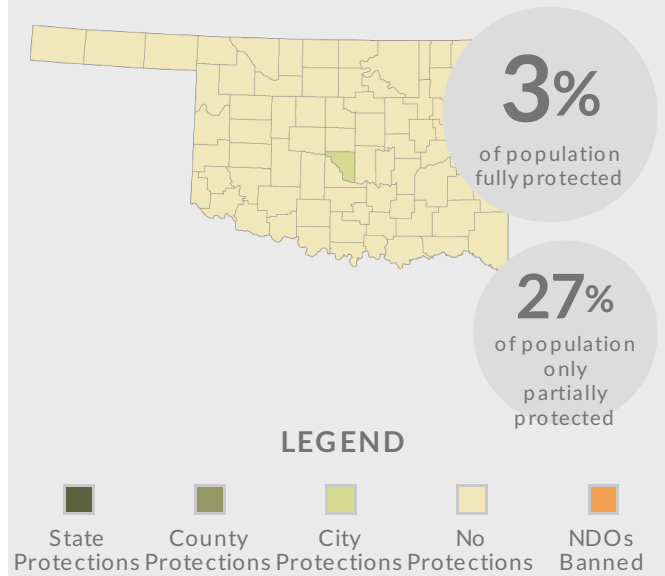 3%
of population
fully protected
27%
of population
only
partially
protected
LEGEND
State
Protections
County
Protections
City
Protections
No
Protections
NDOs
Banned